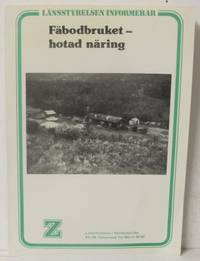 LÄNSSTYRELSEN INFORMERAR
Fäbodbruket –
hotad näring
Z